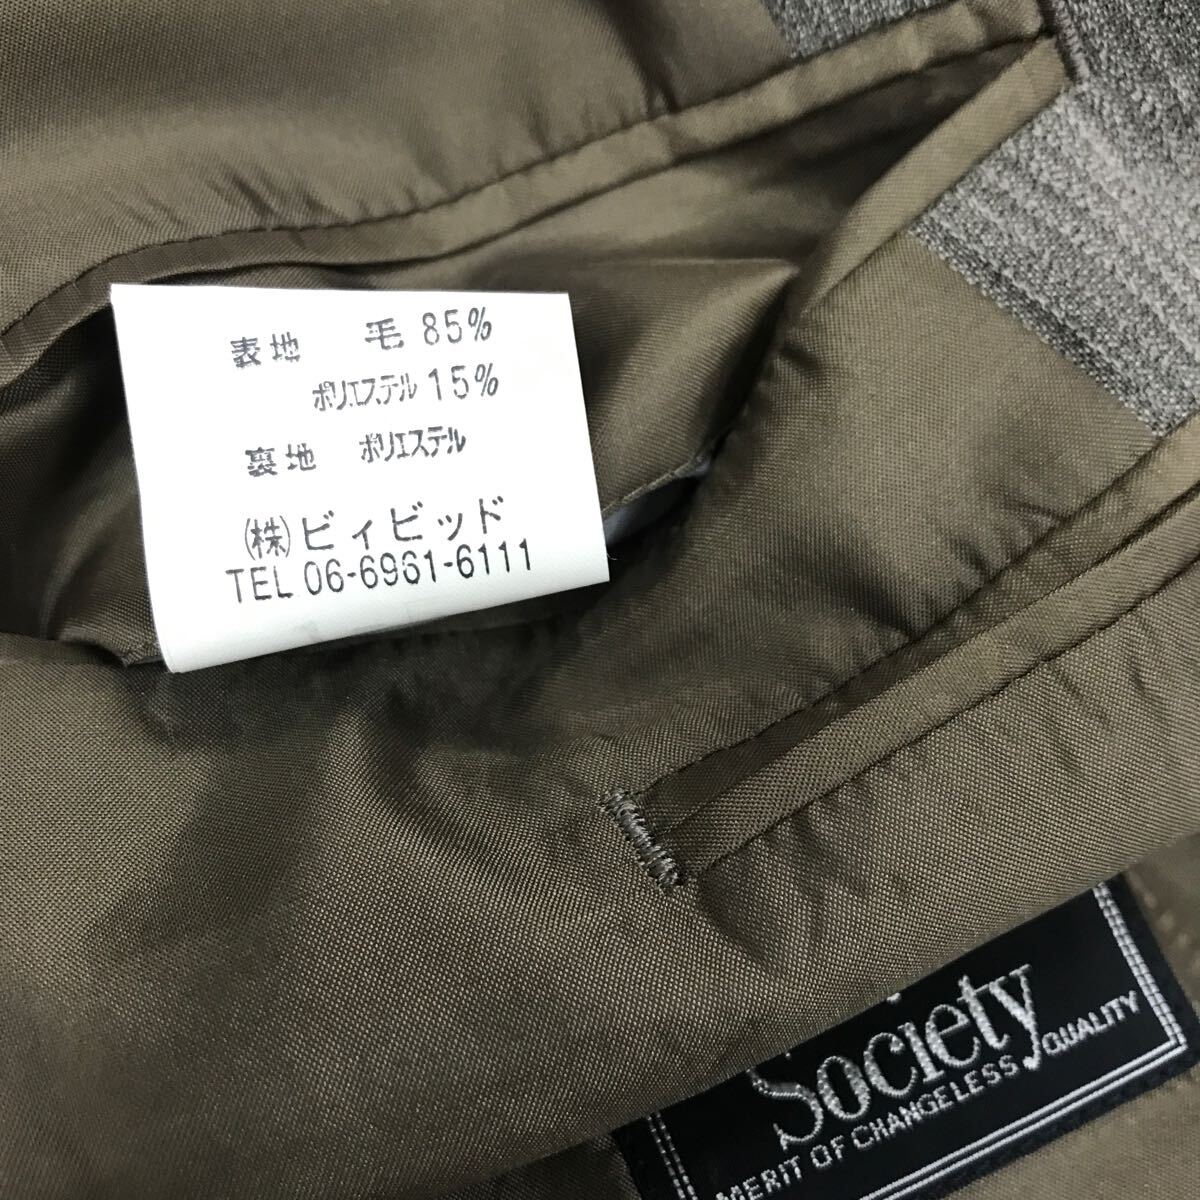 表地 毛 85%
ポリエステル 15%
裏地 ポリエステル
(株)ビィビッド
TEL 06-6961-6111
Society
MERIT OF CHANGELESS QUALITY